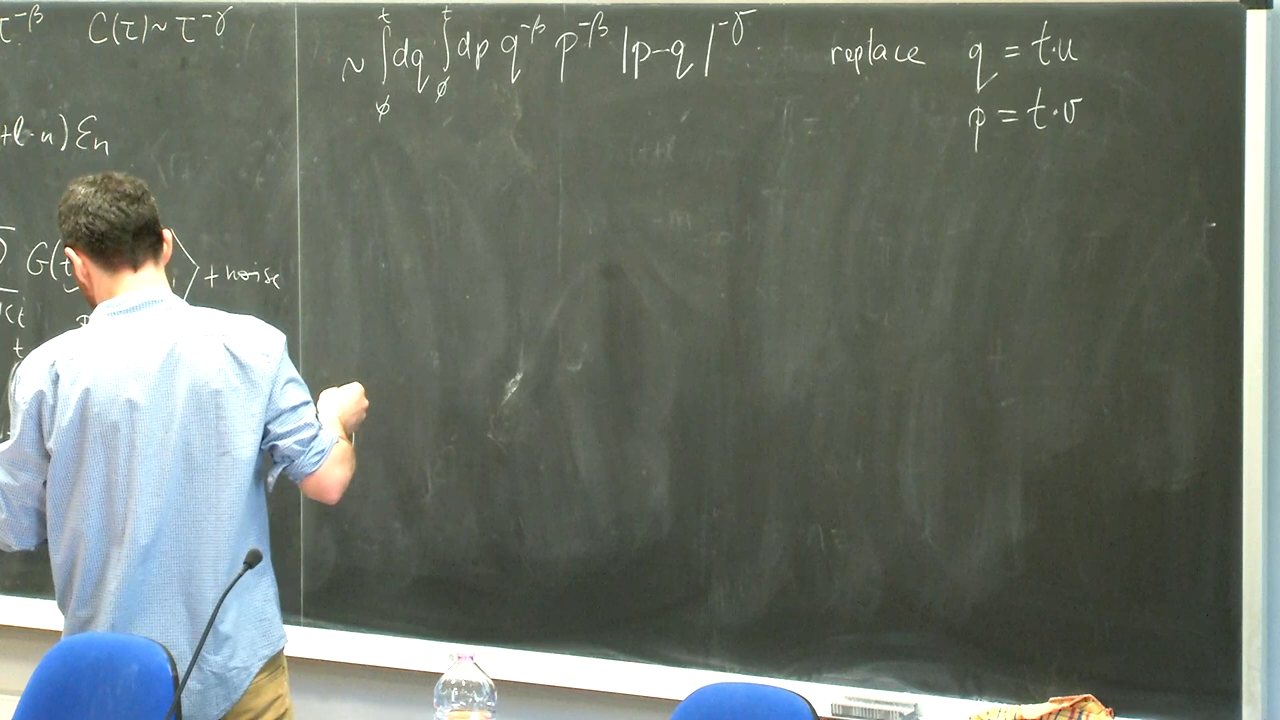 τ^{-β} C(τ) ~ τ^{-γ}
+l·n) ε_n
G(t
⟩ + noise
t
~ ∫_0^t dq ∫_0^t dp q^{-β} p^{-β} |p-q|^{-γ}
replace q = t·u
p = t·v